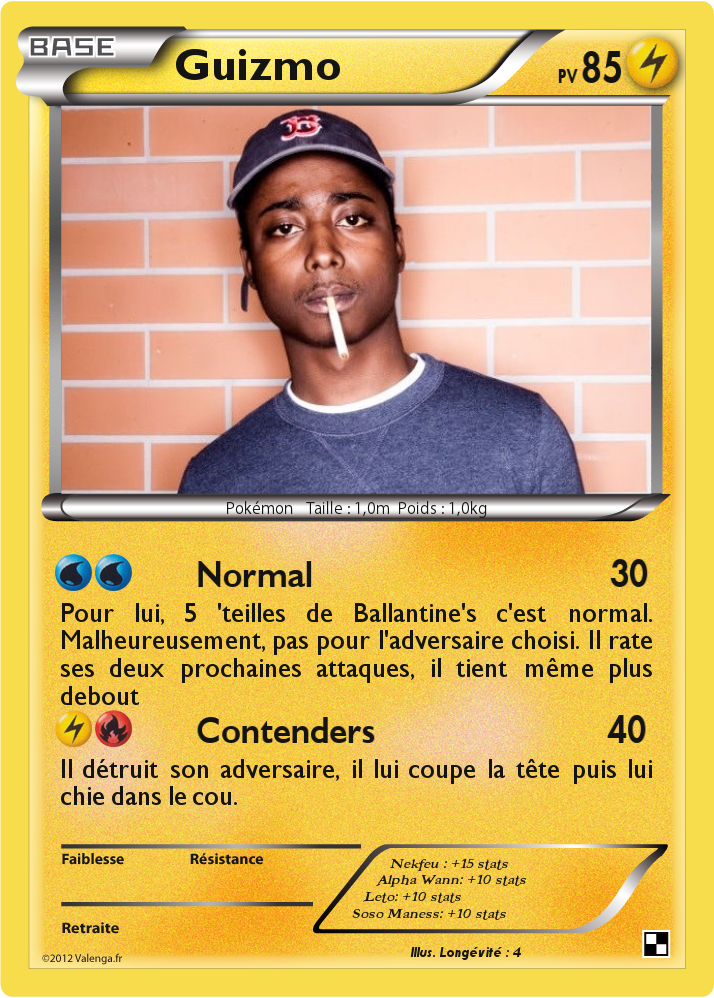 BASE
Guizmo
PV 85
B
Pokémon Taille : 1,0m Poids : 1,0kg
Normal 30
Pour lui, 5 'teilles de Ballantine's c'est normal.
Malheureusement, pas pour l'adversaire choisi. Il rate
ses deux prochaines attaques, il tient même plus
debout
Contenders 40
Il détruit son adversaire, il lui coupe la tête puis lui
chie dans le cou.
Faiblesse Résistance
Nekfeu : +15 stats
Alpha Wann: +10 stats
Leto: +10 stats
Soso Maness: +10 stats
Retraite
Illus. Longévité : 4
©2012 Valenga.fr